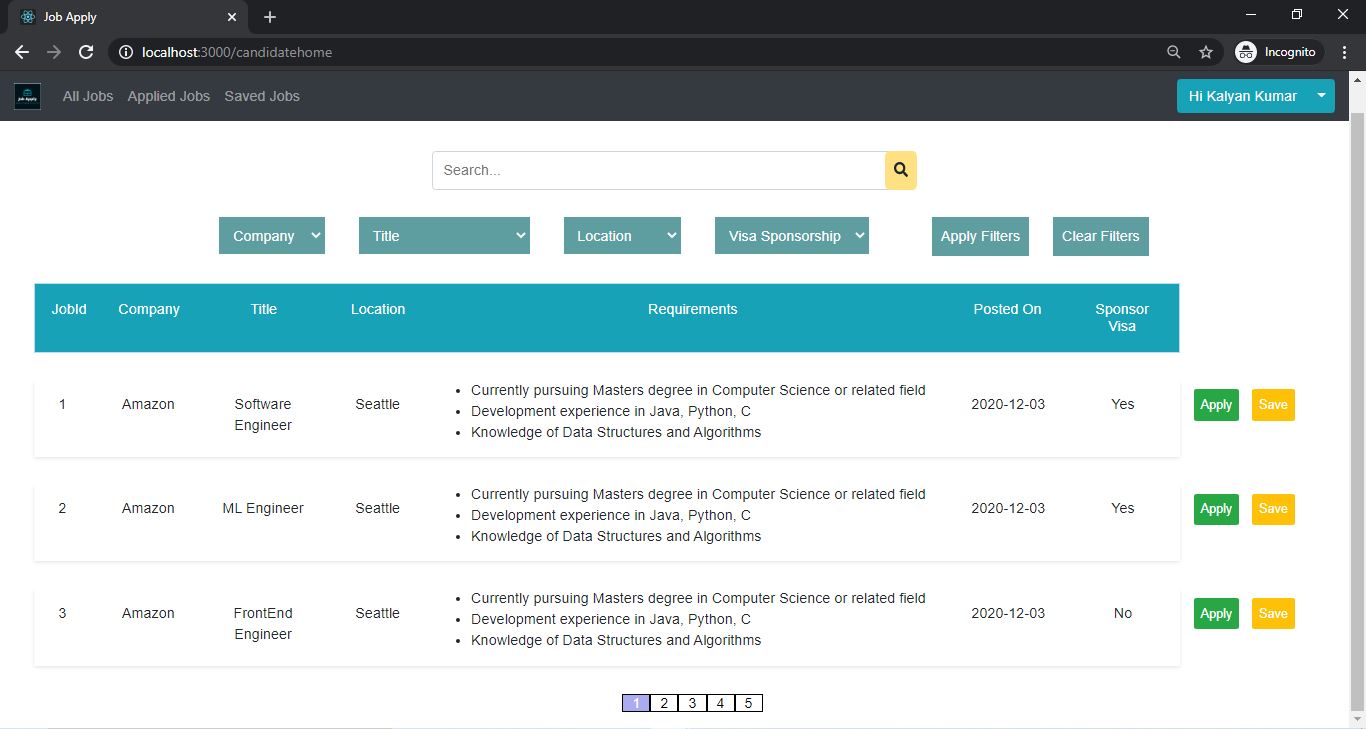 Job Apply
localhost:3000/candidatehome
Incognito
Job Apply
All Jobs Applied Jobs Saved Jobs
Hi Kalyan Kumar
Search...
Company Title Location Visa Sponsorship Apply Filters Clear Filters
JobId Company Title Location Requirements Posted On Sponsor
Visa
Currently pursuing Masters degree in Computer Science or related field
1 Amazon Software Seattle 2020-12-03 Yes Apply Save
Development experience in Java, Python, C
Engineer
Knowledge of Data Structures and Algorithms
Currently pursuing Masters degree in Computer Science or related field
2 Amazon ML Engineer Seattle 2020-12-03 Yes Apply Save
Development experience in Java, Python, C
Knowledge of Data Structures and Algorithms
Currently pursuing Masters degree in Computer Science or related field
3 Amazon FrontEnd Seattle 2020-12-03 No Apply Save
Development experience in Java, Python, C
Engineer
Knowledge of Data Structures and Algorithms
1 2 3 4 5